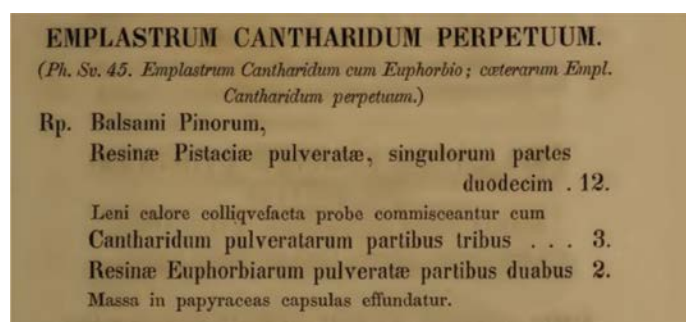 EMPLASTRUM CANTHARIDUM PERPETUUM.
(Ph. Sv. 45. Emplastrum Cantharidum cum Euphorbio; cæterarum Empl.
Cantharidum perpetuum.)
Rp. Balsami Pinorum,
Resinæ Pistaciæ pulveratæ, singulorum partes
duodecim . 12.
Leni calore colliqvefacta probe commisceantur cum
Cantharidum pulveratarum partibus tribus . . . 3.
Resinæ Euphorbiarum pulveratæ partibus duabus 2.
Massa in papyraceas capsulas effundatur.